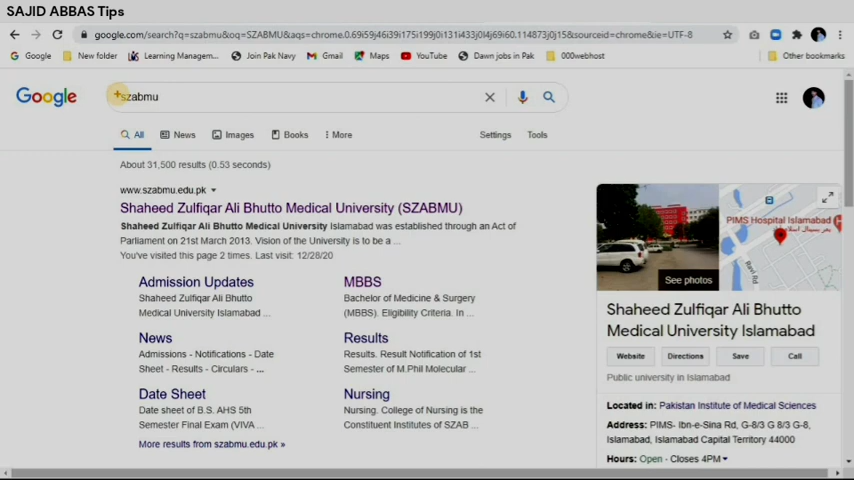 SAJID ABBAS Tips
google.com/search?q=szabmu&oq=SZABMU&aqs=chrome.0.69i59j46i39i175i199j0i131i433j0l4j69i60.114873j0j15&sourceid=chrome&ie=UTF-8
Google New folder Learning Managem... Join Pak Navy Gmail Maps YouTube Dawn jobs in Pak 000webhost Other bookmarks
Google szabmu
All News Images Books More Settings Tools
About 31,500 results (0.53 seconds)
www.szabmu.edu.pk
Shaheed Zulfiqar Ali Bhutto Medical University (SZABMU)
Shaheed Zulfiqar Ali Bhutto Medical University Islamabad was established through an Act of
Parliament on 21st March 2013. Vision of the University is to be a ...
You've visited this page 2 times. Last visit: 12/28/20
Admission Updates
Shaheed Zulfiqar Ali Bhutto
Medical University Islamabad ...
MBBS
Bachelor of Medicine & Surgery
(MBBS). Eligibility Criteria. In ...
News
Admissions - Notifications - Date
Sheet - Results - Circulars - ...
Results
Results. Result Notification of 1st
Semester of M.Phil Molecular ...
Date Sheet
Date sheet of B.S. AHS 5th
Semester Final Exam (VIVA ...
Nursing
Nursing. College of Nursing is the
Constituent Institutes of SZAB ...
More results from szabmu.edu.pk »
See photos
PIMS Hospital Islamabad
Shaheed Zulfiqar Ali Bhutto
Medical University Islamabad
Website Directions Save Call
Public university in Islamabad
Located in: Pakistan Institute of Medical Sciences
Address: PIMS- Ibn-e-Sina Rd, G-8/3 G 8/3 G-8,
Islamabad, Islamabad Capital Territory 44000
Hours: Open · Closes 4PM